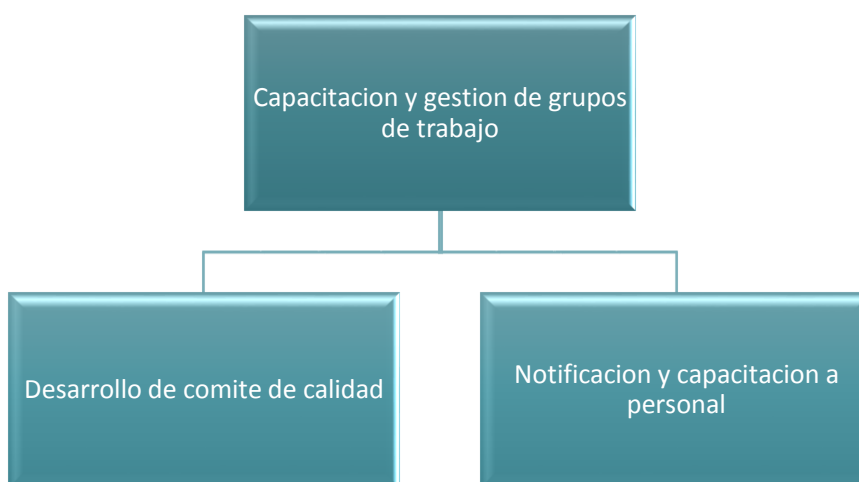 Capacitacion y gestion de grupos
de trabajo
Desarrollo de comite de calidad
Notificacion y capacitacion a
personal